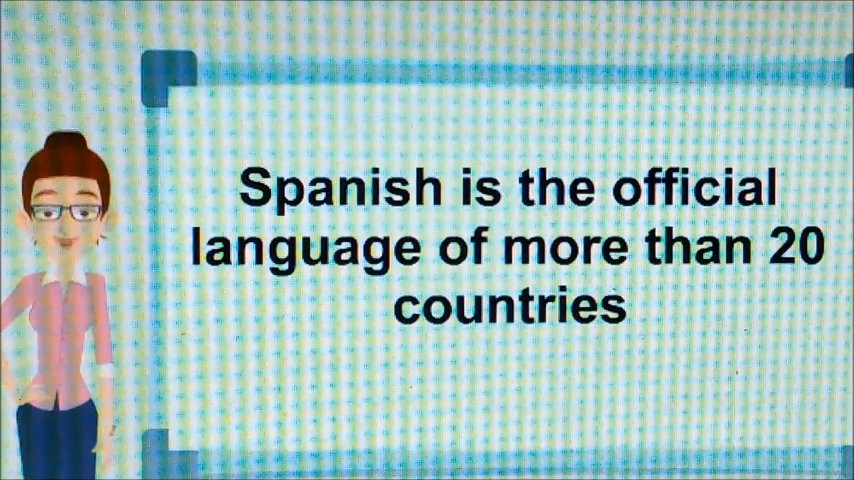 Spanish is the official
language of more than 20
countries